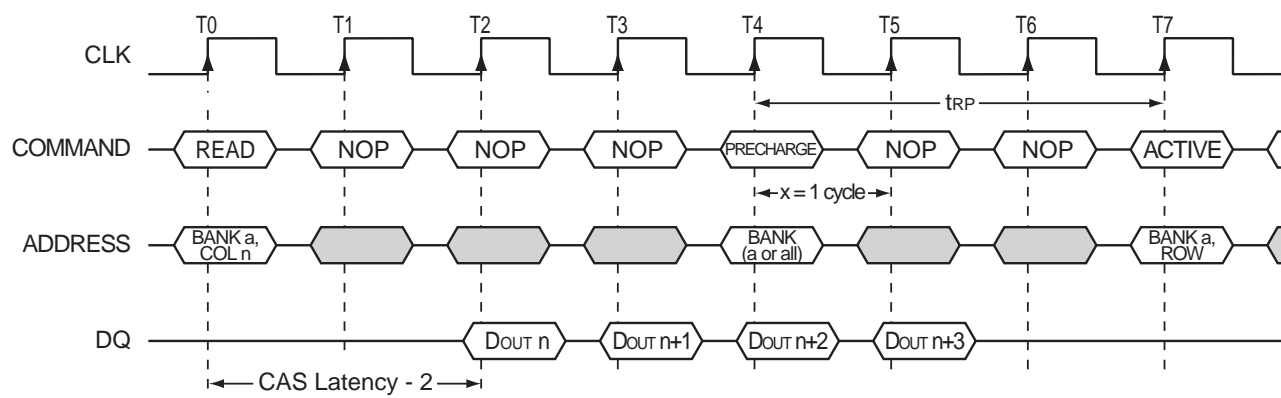 T0 T1 T2 T3 T4 T5 T6 T7
CLK
tRP
COMMAND READ NOP NOP NOP PRECHARGE NOP NOP ACTIVE
x = 1 cycle
ADDRESS BANK a, COL n BANK (a or all) BANK a, ROW
DQ DOUT n DOUT n+1 DOUT n+2 DOUT n+3
CAS Latency - 2